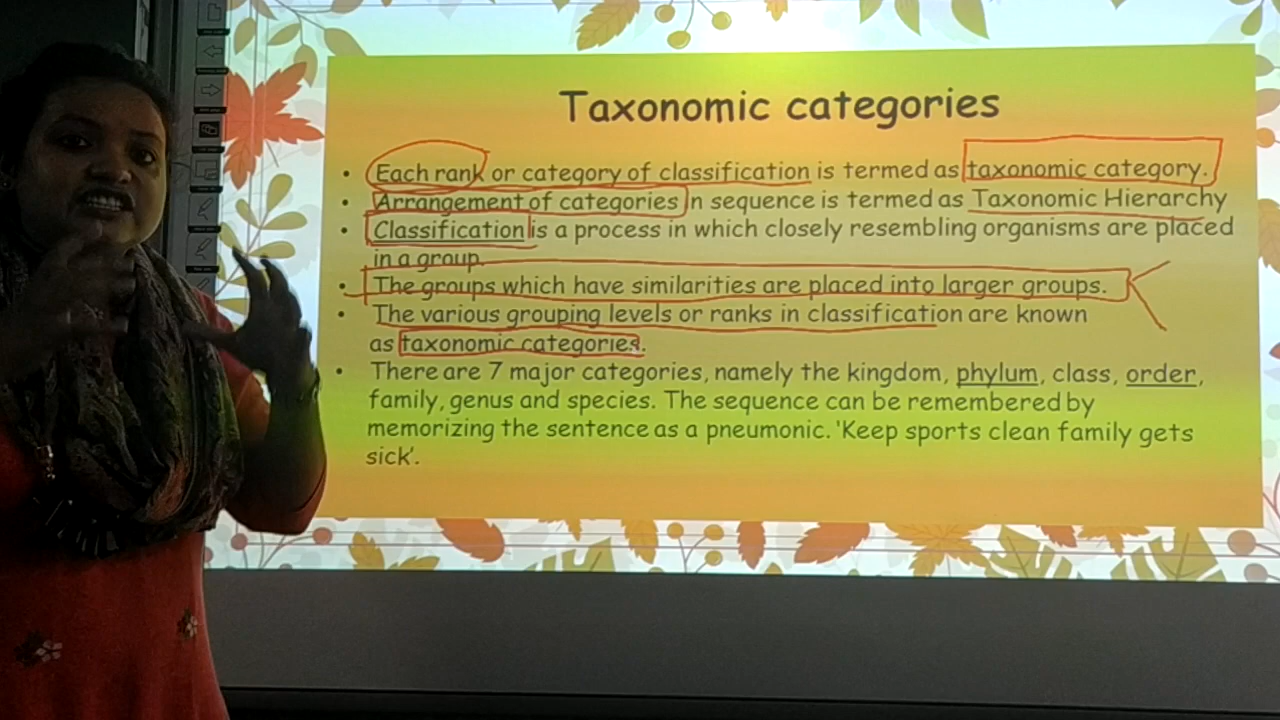 Taxonomic categories
• Each rank or category of classification is termed as taxonomic category.
• Arrangement of categories in sequence is termed as Taxonomic Hierarchy
• Classification is a process in which closely resembling organisms are placed
in a group.
• The groups which have similarities are placed into larger groups.
• The various grouping levels or ranks in classification are known
as taxonomic categories.
• There are 7 major categories, namely the kingdom, phylum, class, order,
family, genus and species. The sequence can be remembered by
memorizing the sentence as a pneumonic. 'Keep sports clean family gets
sick'.